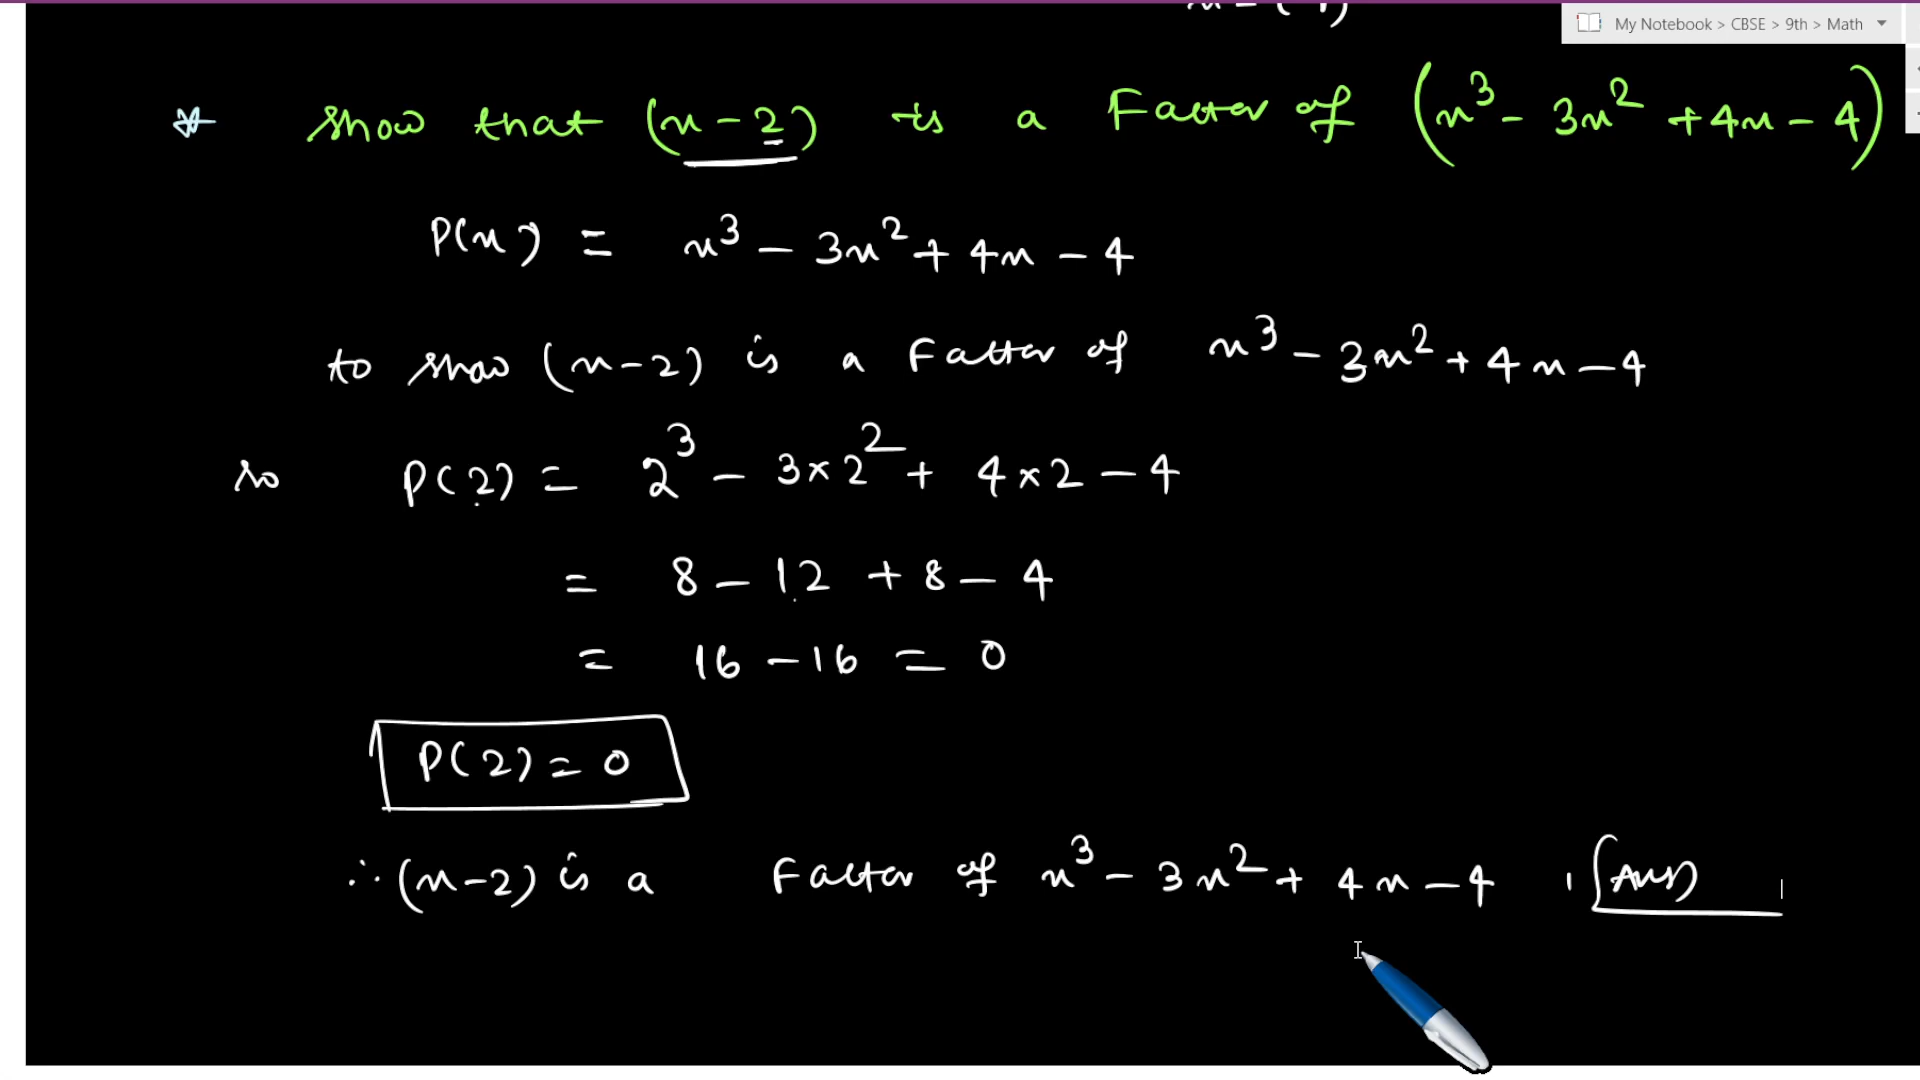 My Notebook > CBSE > 9th > Math
* Show that (x-2) is a Factor of (x³ - 3x² + 4x - 4)
P(x) = x³ - 3x² + 4x - 4
to show (x-2) is a Factor of x³ - 3x² + 4x - 4
so P(2) = 2³ - 3×2² + 4×2 - 4
= 8 - 12 + 8 - 4
= 16 - 16 = 0
P(2) = 0
∴ (x-2) is a Factor of x³ - 3x² + 4x - 4 , Ans